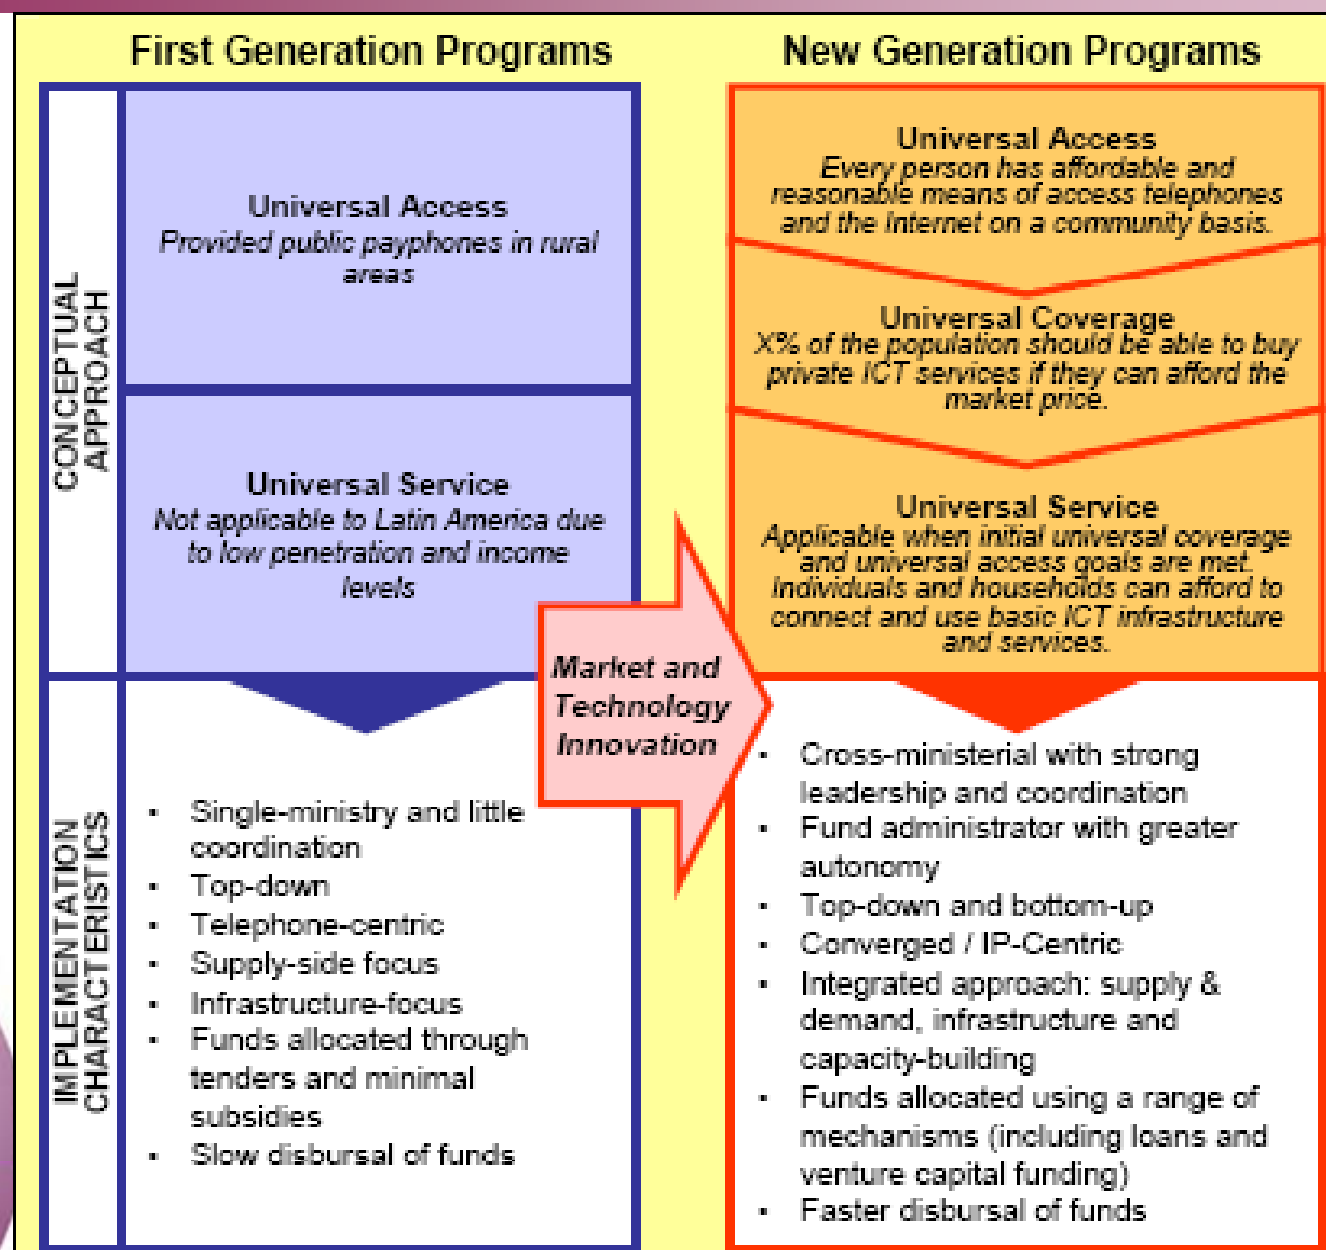 First Generation Programs
CONCEPTUAL
APPROACH
Universal Access
Provided public payphones in rural
areas
Universal Service
Not applicable to Latin America due
to low penetration and income
levels
IMPLEMENTATION
CHARACTERISTICS
• Single-ministry and little
coordination
• Top-down
• Telephone-centric
• Supply-side focus
• Infrastructure-focus
• Funds allocated through
tenders and minimal
subsidies
• Slow disbursal of funds
Market and
Technology
Innovation
New Generation Programs
Universal Access
Every person has affordable and
reasonable means of access telephones
and the Internet on a community basis.
Universal Coverage
X% of the population should be able to buy
private ICT services if they can afford the
market price.
Universal Service
Applicable when initial universal coverage
and universal access goals are met.
Individuals and households can afford to
connect and use basic ICT infrastructure
and services.
• Cross-ministerial with strong
leadership and coordination
• Fund administrator with greater
autonomy
• Top-down and bottom-up
• Converged / IP-Centric
• Integrated approach: supply &
demand, infrastructure and
capacity-building
• Funds allocated using a range of
mechanisms (including loans and
venture capital funding)
• Faster disbursal of funds